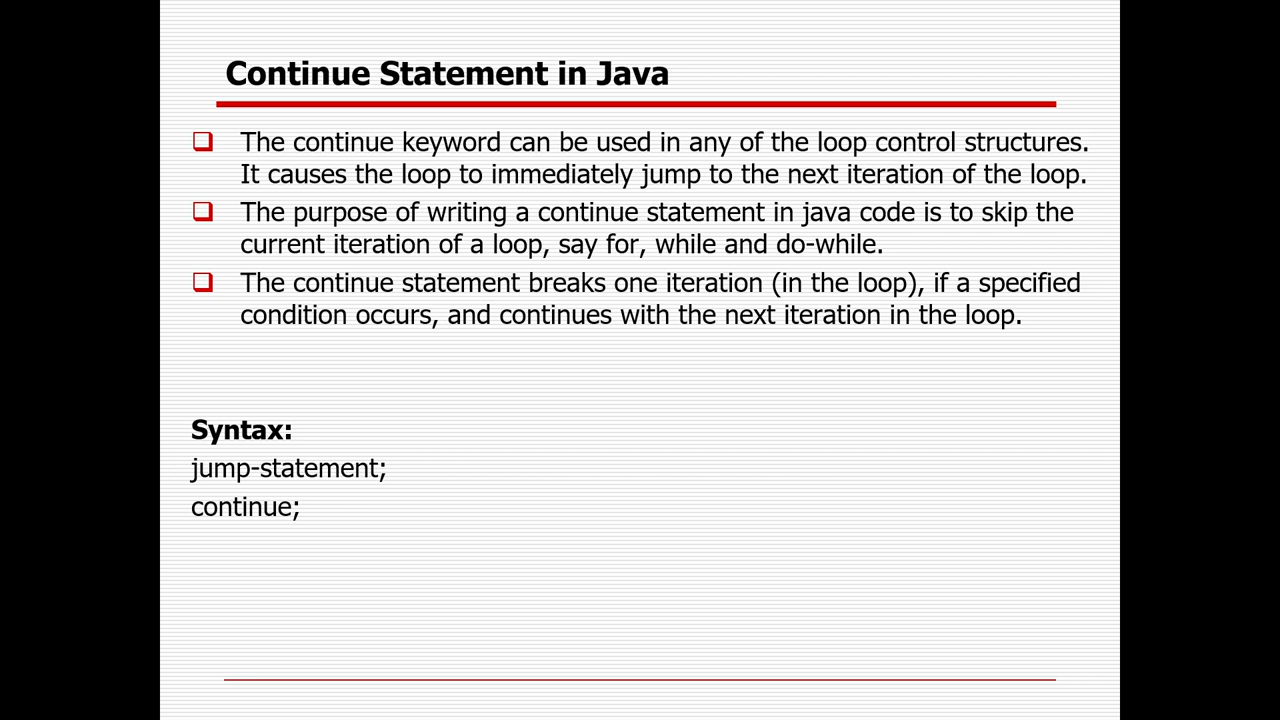 Continue Statement in Java
The continue keyword can be used in any of the loop control structures.
It causes the loop to immediately jump to the next iteration of the loop.
The purpose of writing a continue statement in java code is to skip the
current iteration of a loop, say for, while and do-while.
The continue statement breaks one iteration (in the loop), if a specified
condition occurs, and continues with the next iteration in the loop.
Syntax:
jump-statement;
continue;